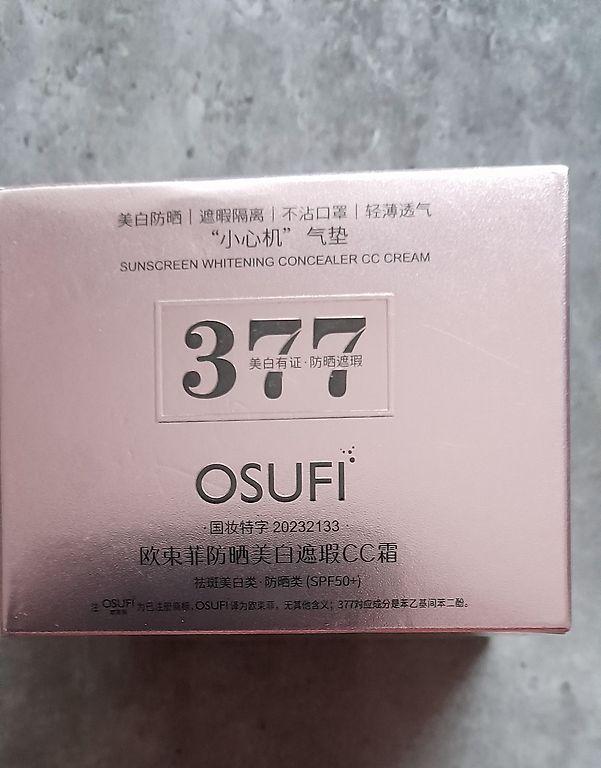 美白防晒｜遮暇隔离｜不沾口罩｜轻薄透气
“小心机”气垫
SUNSCREEN WHITENING CONCEALER CC CREAM
377
美白有证·防晒遮瑕
OSUFI
·国妆特字 20232133·
欧束菲防晒美白遮瑕CC霜
祛斑美白类·防晒类 (SPF50+)
注 OSUFI 欧束菲 为已注册商标, OSUFI 译为欧束菲，无其他含义；377对应成分是苯乙基间苯二酚。